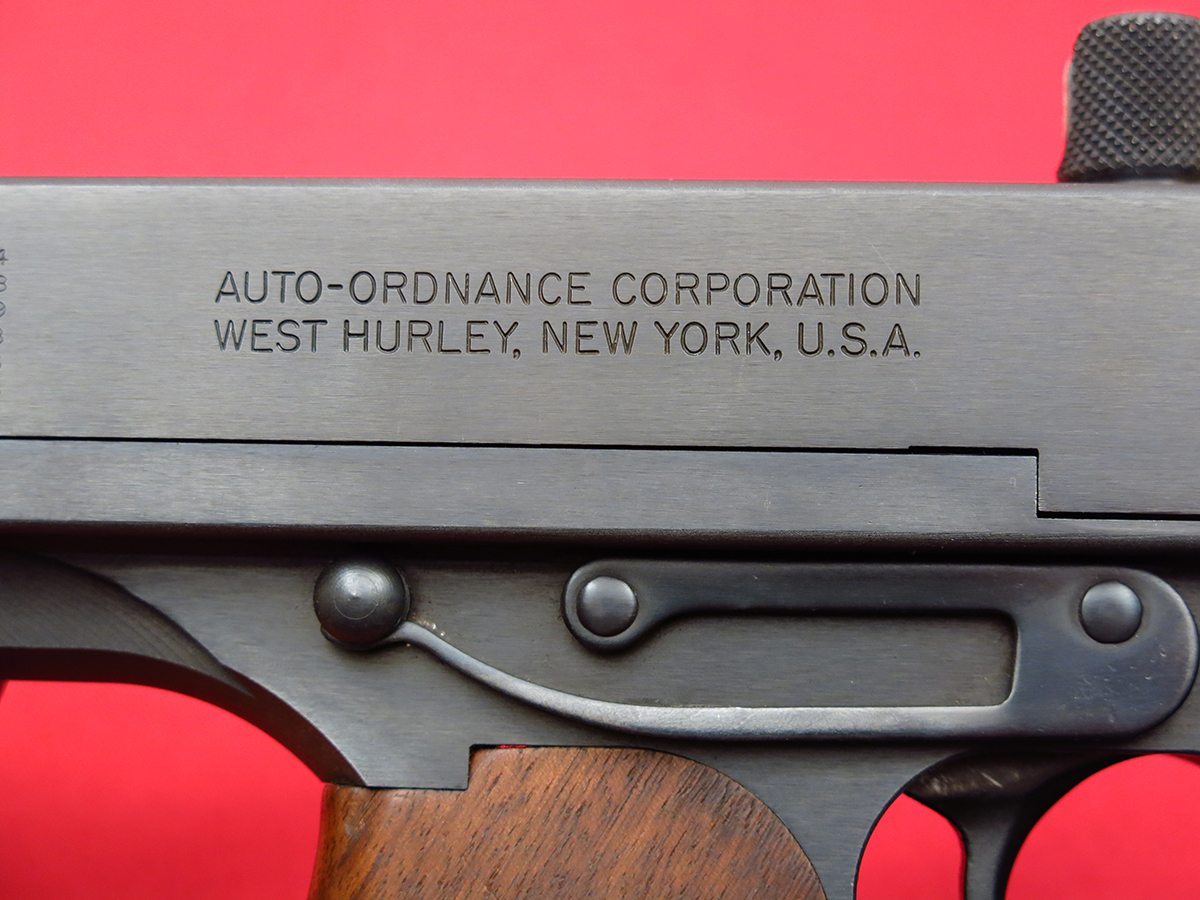 AUTO-ORDNANCE CORPORATION
WEST HURLEY, NEW YORK, U.S.A.